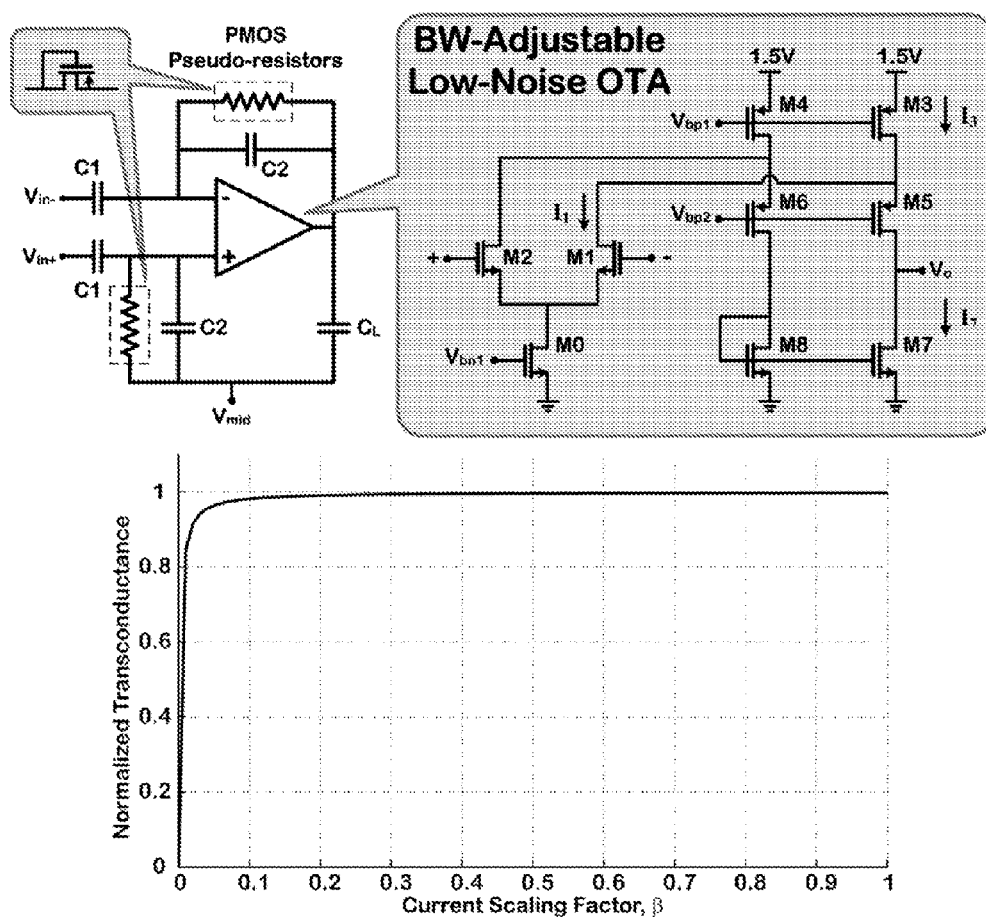 PMOS
Pseudo-resistors
BW-Adjustable
Low-Noise OTA
1.5V 1.5V
M4 M3
Vbp1 I3
C2
C1
Vin-
-
Vbp2 M6 M5
I1
Vin+
+
+ M2 M1 -
Vo
C1
C2 CL
I7
Vbn1 M0 M8 M7
Vmid
Normalized Transconductance
1
0.8
0.6
0.4
0.2
0
0 0.1 0.2 0.3 0.4 0.5 0.6 0.7 0.8 0.9 1
Current Scaling Factor, β